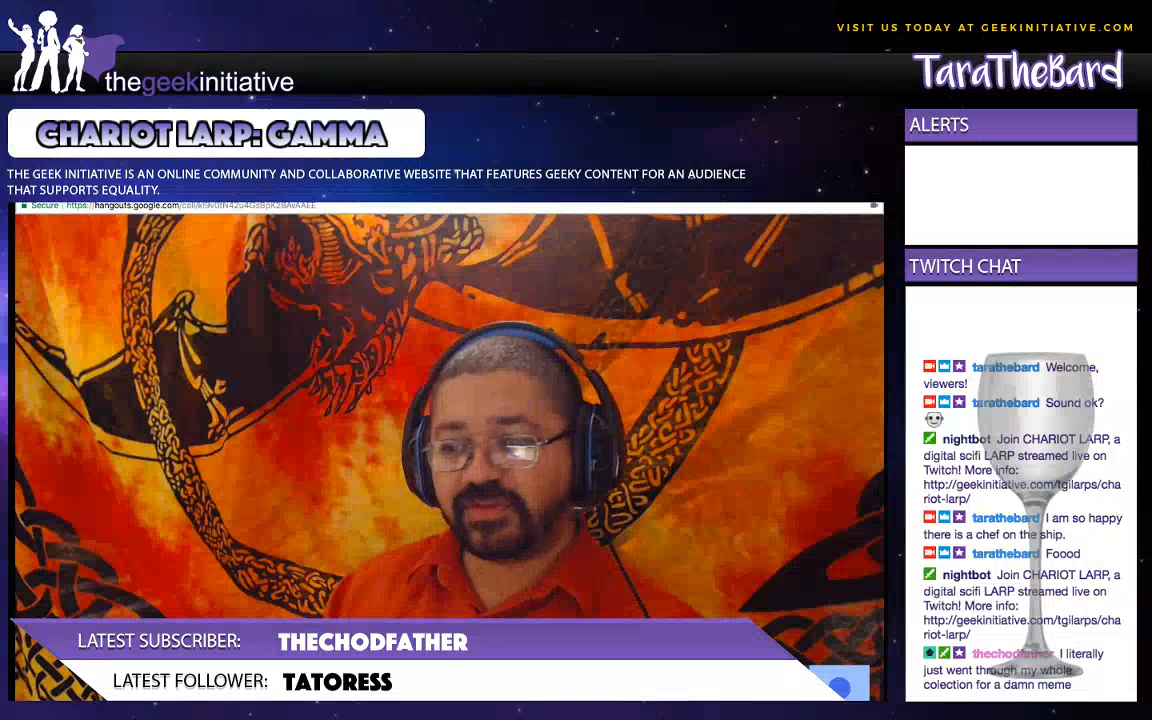 VISIT US TODAY AT GEEKINITIATIVE.COM
thegeekinitiative
TaraTheBard
CHARIOT LARP: GAMMA
THE GEEK INITIATIVE IS AN ONLINE COMMUNITY AND COLLABORATIVE WEBSITE THAT FEATURES GEEKY CONTENT FOR AN AUDIENCE
THAT SUPPORTS EQUALITY.
Secure | https://hangouts.google.com/call/
LATEST SUBSCRIBER: THECHODFATHER
LATEST FOLLOWER: TATORESS
ALERTS
TWITCH CHAT
tarathebard Welcome,
viewers!
tarathebard Sound ok?
nightbot Join CHARIOT LARP, a
digital scifi LARP streamed live on
Twitch! More info:
http://geekinitiative.com/tgilarps/cha
riot-larp/
tarathebard I am so happy
there is a chef on the ship.
tarathebard Foood
nightbot Join CHARIOT LARP, a
digital scifi LARP streamed live on
Twitch! More info:
http://geekinitiative.com/tgilarps/cha
riot-larp/
thechodfather I literally
just went through my whole
colection for a damn meme